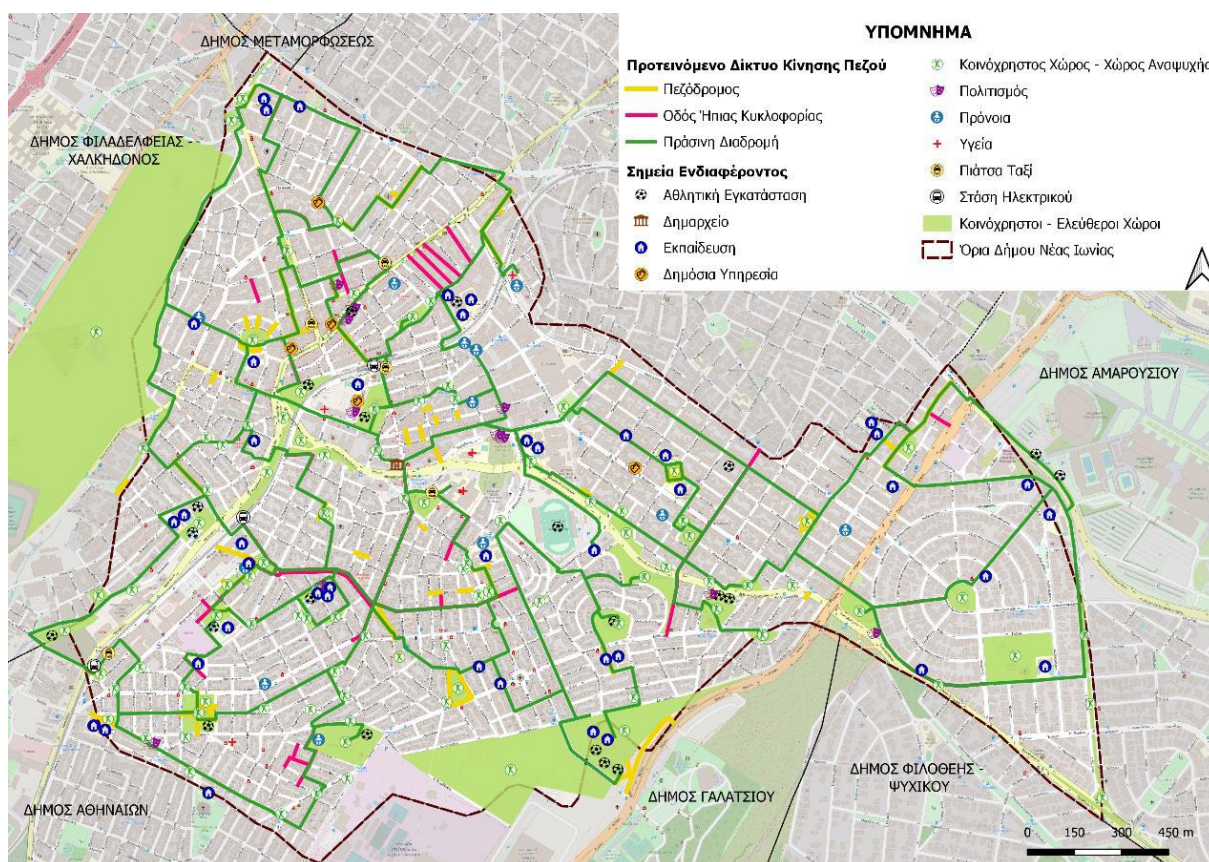 ΔΗΜΟΣ ΜΕΤΑΜΟΡΦΩΣΕΩΣ
ΔΗΜΟΣ ΦΙΛΑΔΕΛΦΕΙΑΣ -
ΧΑΛΚΗΔΟΝΟΣ
ΥΠΟΜΝΗΜΑ
Προτεινόμενο Δίκτυο Κίνησης Πεζού
Πεζόδρομος
Οδός Ήπιας Κυκλοφορίας
Πράσινη Διαδρομή
Σημεία Ενδιαφέροντος
Αθλητική Εγκατάσταση
Δημαρχείο
Εκπαίδευση
Δημόσια Υπηρεσία
Κοινόχρηστος Χώρος - Χώρος Αναψυχής
Πολιτισμός
Πρόνοια
Υγεία
Πιάτσα Ταξί
Στάση Ηλεκτρικού
Κοινόχρηστοι - Ελεύθεροι Χώροι
Όρια Δήμου Νέας Ιωνίας
ΔΗΜΟΣ ΑΜΑΡΟΥΣΙΟΥ
ΔΗΜΟΣ ΑΘΗΝΑΙΩΝ
ΔΗΜΟΣ ΓΑΛΑΤΣΙΟΥ
ΔΗΜΟΣ ΦΙΛΟΘΕΗΣ -
ΨΥΧΙΚΟΥ
0 150 300 450 m